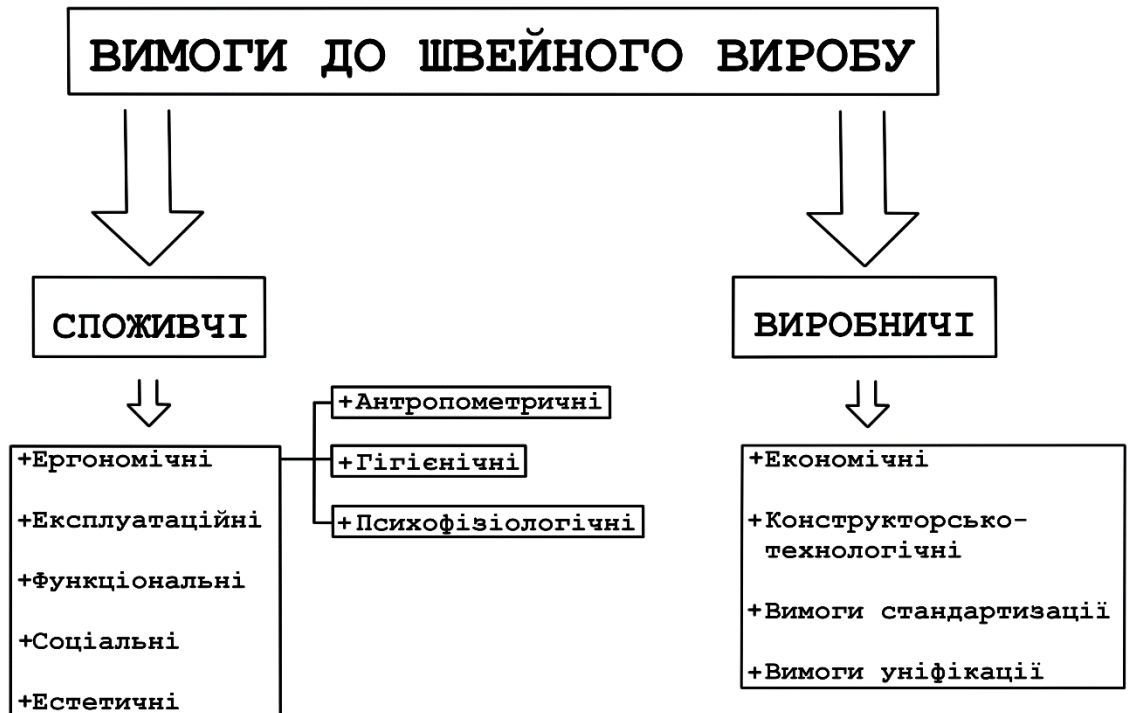 ВИМОГИ ДО ШВЕЙНОГО ВИРОБУ
СПОЖИВЧІ
+Ергономічні
+Експлуатаційні
+Функціональні
+Соціальні
+Естетичні
+Антропометричні
+Гігієнічні
+Психофізіологічні
ВИРОБНИЧІ
+Економічні
+Конструкторсько-
технологічні
+Вимоги стандартизації
+Вимоги уніфікації